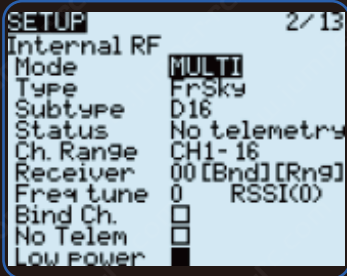 SETUP 2/13
Internal RF
Mode MULTI
Type FrSky
Subtype D16
Status No telemetry
Ch. Range CH1-16
Receiver 00 [Bnd] [Rng]
Freq tune 0 RSSI(0)
Bind Ch.
No Telem
Low power